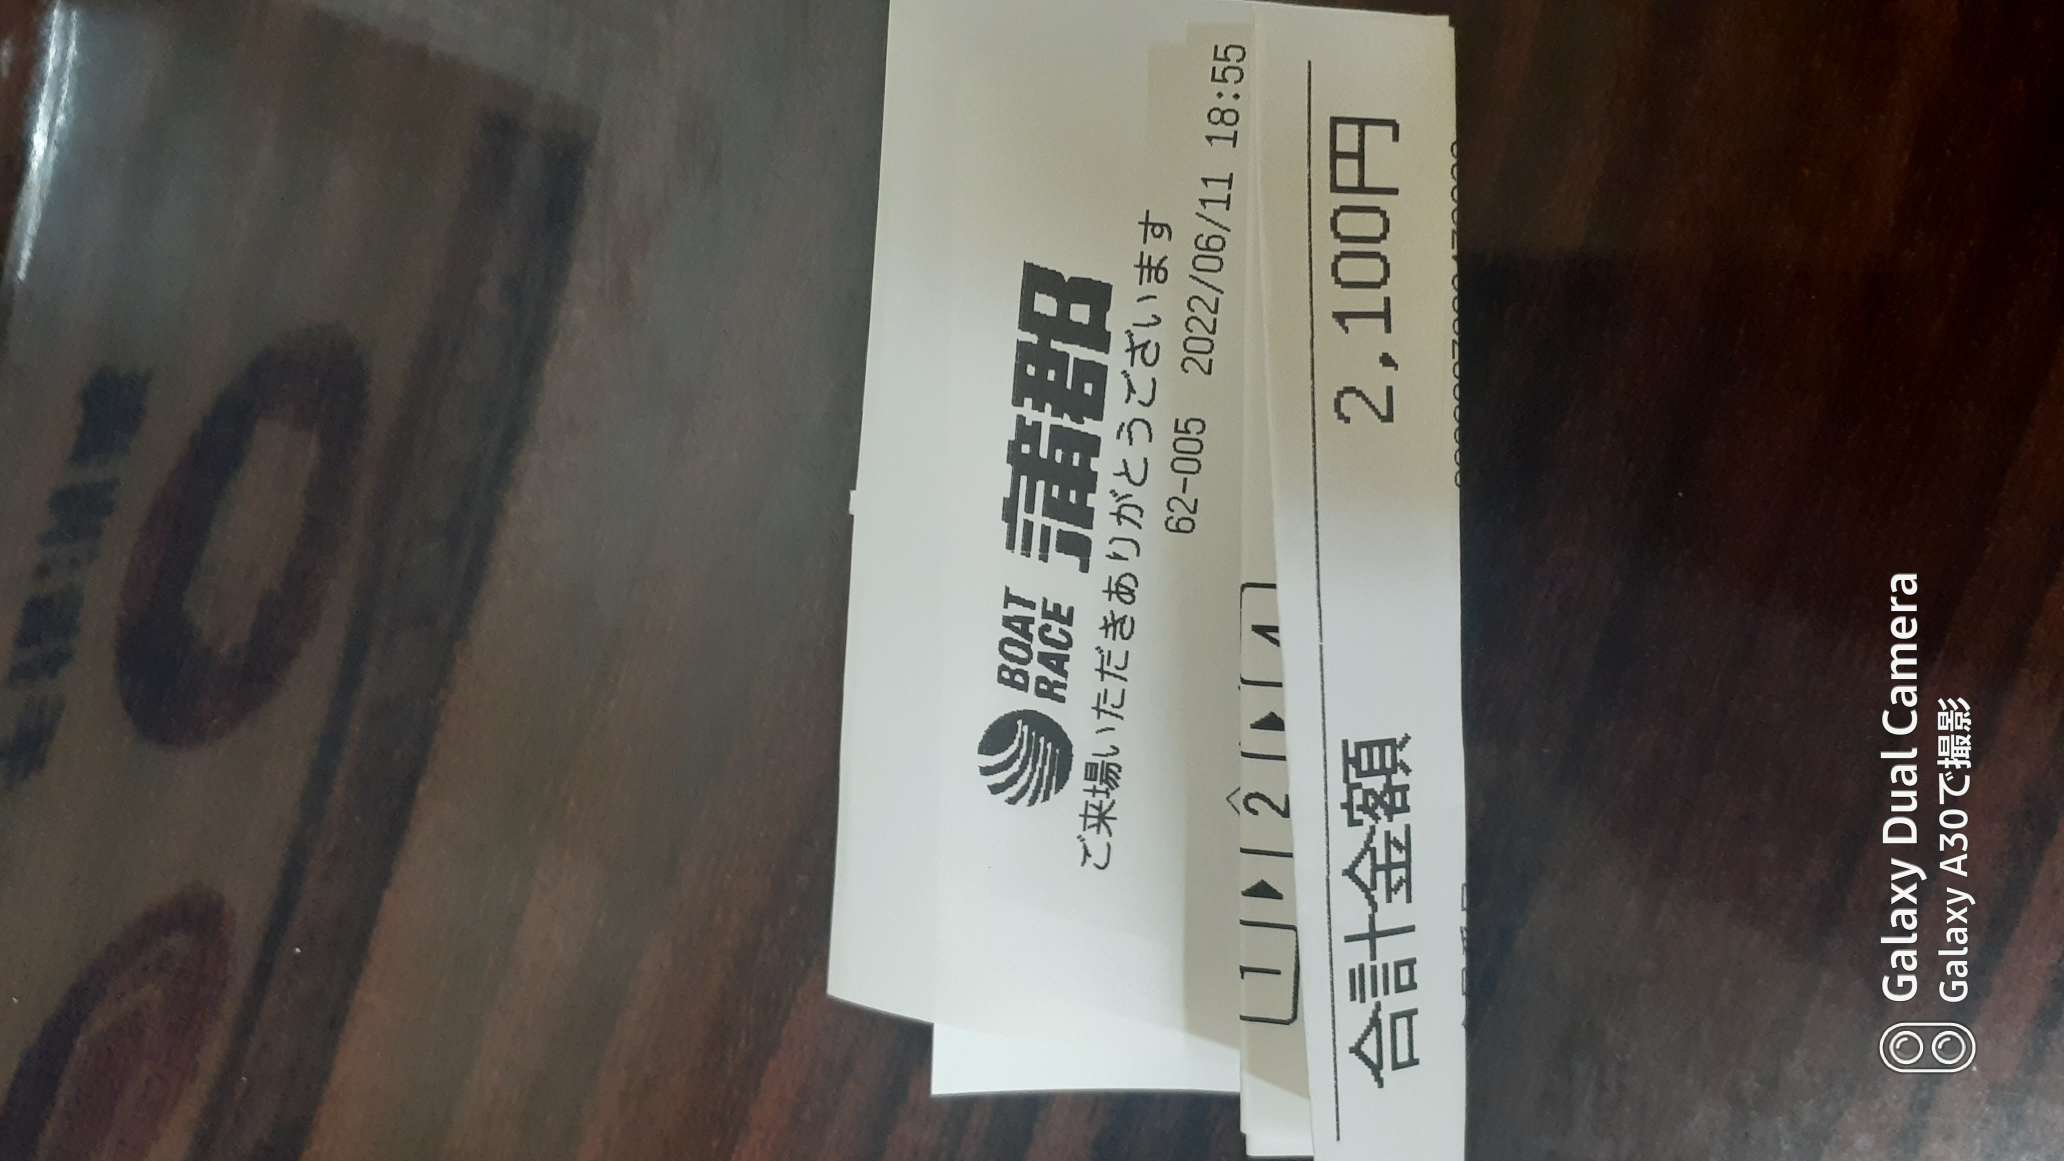 BOAT
RACE 蒲郡
ご来場いただきありがとうございます
62-005 2022/06/11 18:55
1 ▶ 2 ▶ 4
合計金額 2,100円
Galaxy Dual Camera
Galaxy A30で撮影